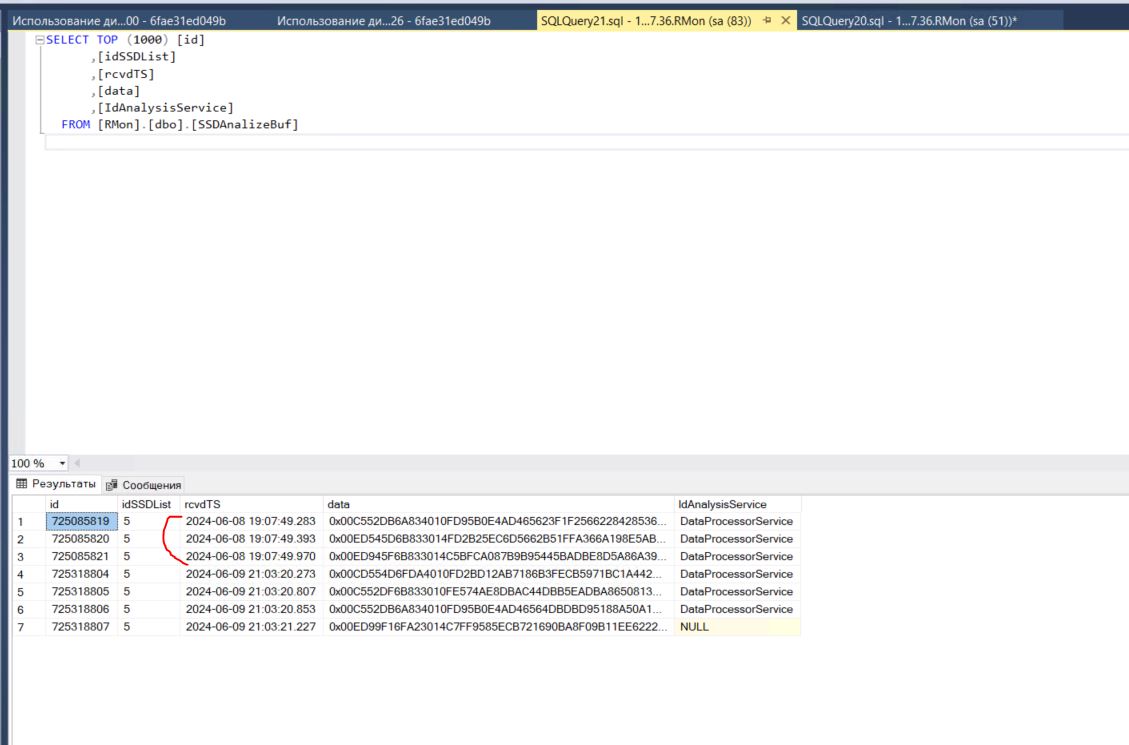 Использование ди...00 - 6fae31ed049b Использование ди...26 - 6fae31ed049b SQLQuery21.sql - 1...7.36.RMon (sa (83)) SQLQuery20.sql - 1...7.36.RMon (sa (51))*
SELECT TOP (1000) [id]
,[idSSDList]
,[rcvdTS]
,[data]
,[IdAnalysisService]
FROM [RMon].[dbo].[SSDAnalizeBuf]
100 %
Результаты Сообщения
id idSSDList rcvdTS data IdAnalysisService
1 725085819 5 2024-06-08 19:07:49.283 0x00C552DB6A834010FD95B0E4AD465623F1F2566228428536... DataProcessorService
2 725085820 5 2024-06-08 19:07:49.393 0x00ED545D6B833014FD2B25EC6D5662B51FFA366A198E5AB... DataProcessorService
3 725085821 5 2024-06-08 19:07:49.970 0x00ED945F6B833014C5BFCA087B9B95445BADBE8D5A86A39... DataProcessorService
4 725318804 5 2024-06-09 21:03:20.273 0x00CD554D6FDA4010FD2BD12AB7186B3FECB5971BC1A442... DataProcessorService
5 725318805 5 2024-06-09 21:03:20.807 0x00C552DF6B833010FE574AE8DBAC44DBB5EADBA8650813... DataProcessorService
6 725318806 5 2024-06-09 21:03:20.853 0x00C552DB6A834010FD95B0E4AD46564DBDBD95188A50A1... DataProcessorService
7 725318807 5 2024-06-09 21:03:21.227 0x00ED99F16FA23014C7FF9585ECB721690BA8F09B11EE6222... NULL